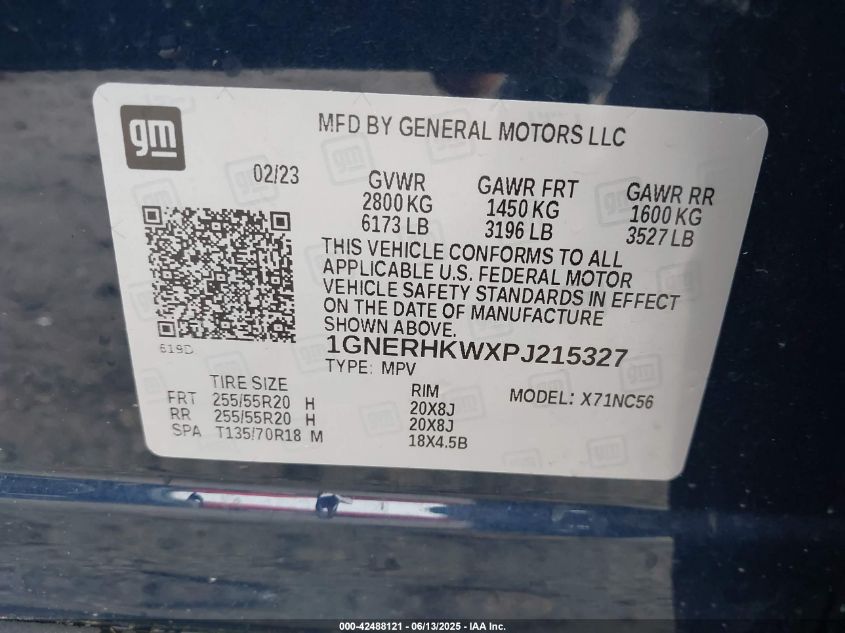 gm
MFD BY GENERAL MOTORS LLC
02/23
GVWR GAWR FRT GAWR RR
2800 KG 1450 KG 1600 KG
6173 LB 3196 LB 3527 LB
THIS VEHICLE CONFORMS TO ALL
APPLICABLE U.S. FEDERAL MOTOR
VEHICLE SAFETY STANDARDS IN EFFECT
ON THE DATE OF MANUFACTURE
SHOWN ABOVE.
619D
1GNERHKWXPJ215327
TYPE: MPV
TIRE SIZE RIM MODEL: X71NC56
FRT 255/55R20 H 20X8J
RR 255/55R20 H 20X8J
SPA T135/70R18 M 18X4.5B
000-42488121 - 06/13/2025 - IAA Inc.